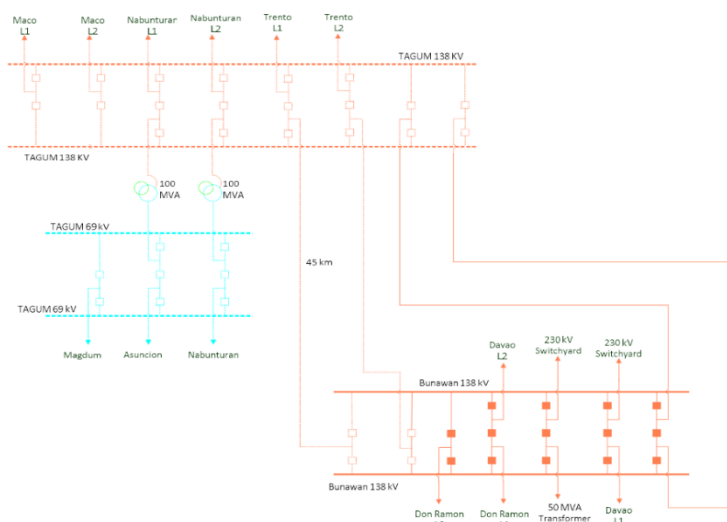 Maco
L1
Maco
L2
Nabunturan
L1
Nabunturan
L2
Trento
L1
Trento
L2
TAGUM 138 KV
TAGUM 138 KV
100
MVA
100
MVA
TAGUM 69 kV
45 km
TAGUM 69 kV
Magdum
Asuncion
Nabunturan
Davao
L2
230 kV
Switchyard
230 kV
Switchyard
Bunawan 138 kV
Bunawan 138 kV
Don Ramon
Don Ramon
50 MVA
Transformer
Davao
L1